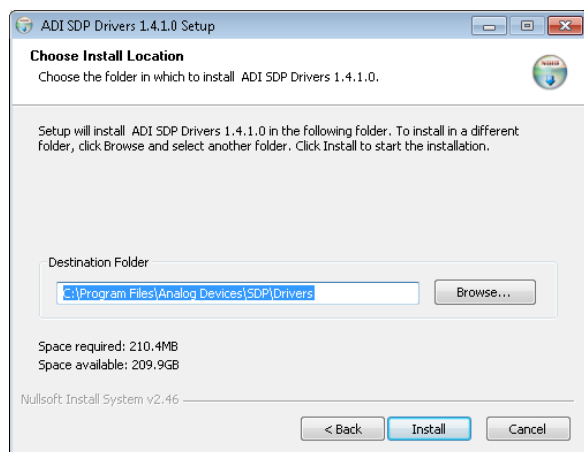 ADI SDP Drivers 1.4.1.0 Setup
Choose Install Location
Choose the folder in which to install ADI SDP Drivers 1.4.1.0.
Setup will install ADI SDP Drivers 1.4.1.0 in the following folder. To install in a different
folder, click Browse and select another folder. Click Install to start the installation.
Destination Folder
C:\Program Files\Analog Devices\SDP\Drivers
Browse...
Space required: 210.4MB
Space available: 209.9GB
Nullsoft Install System v2.46
< Back
Install
Cancel